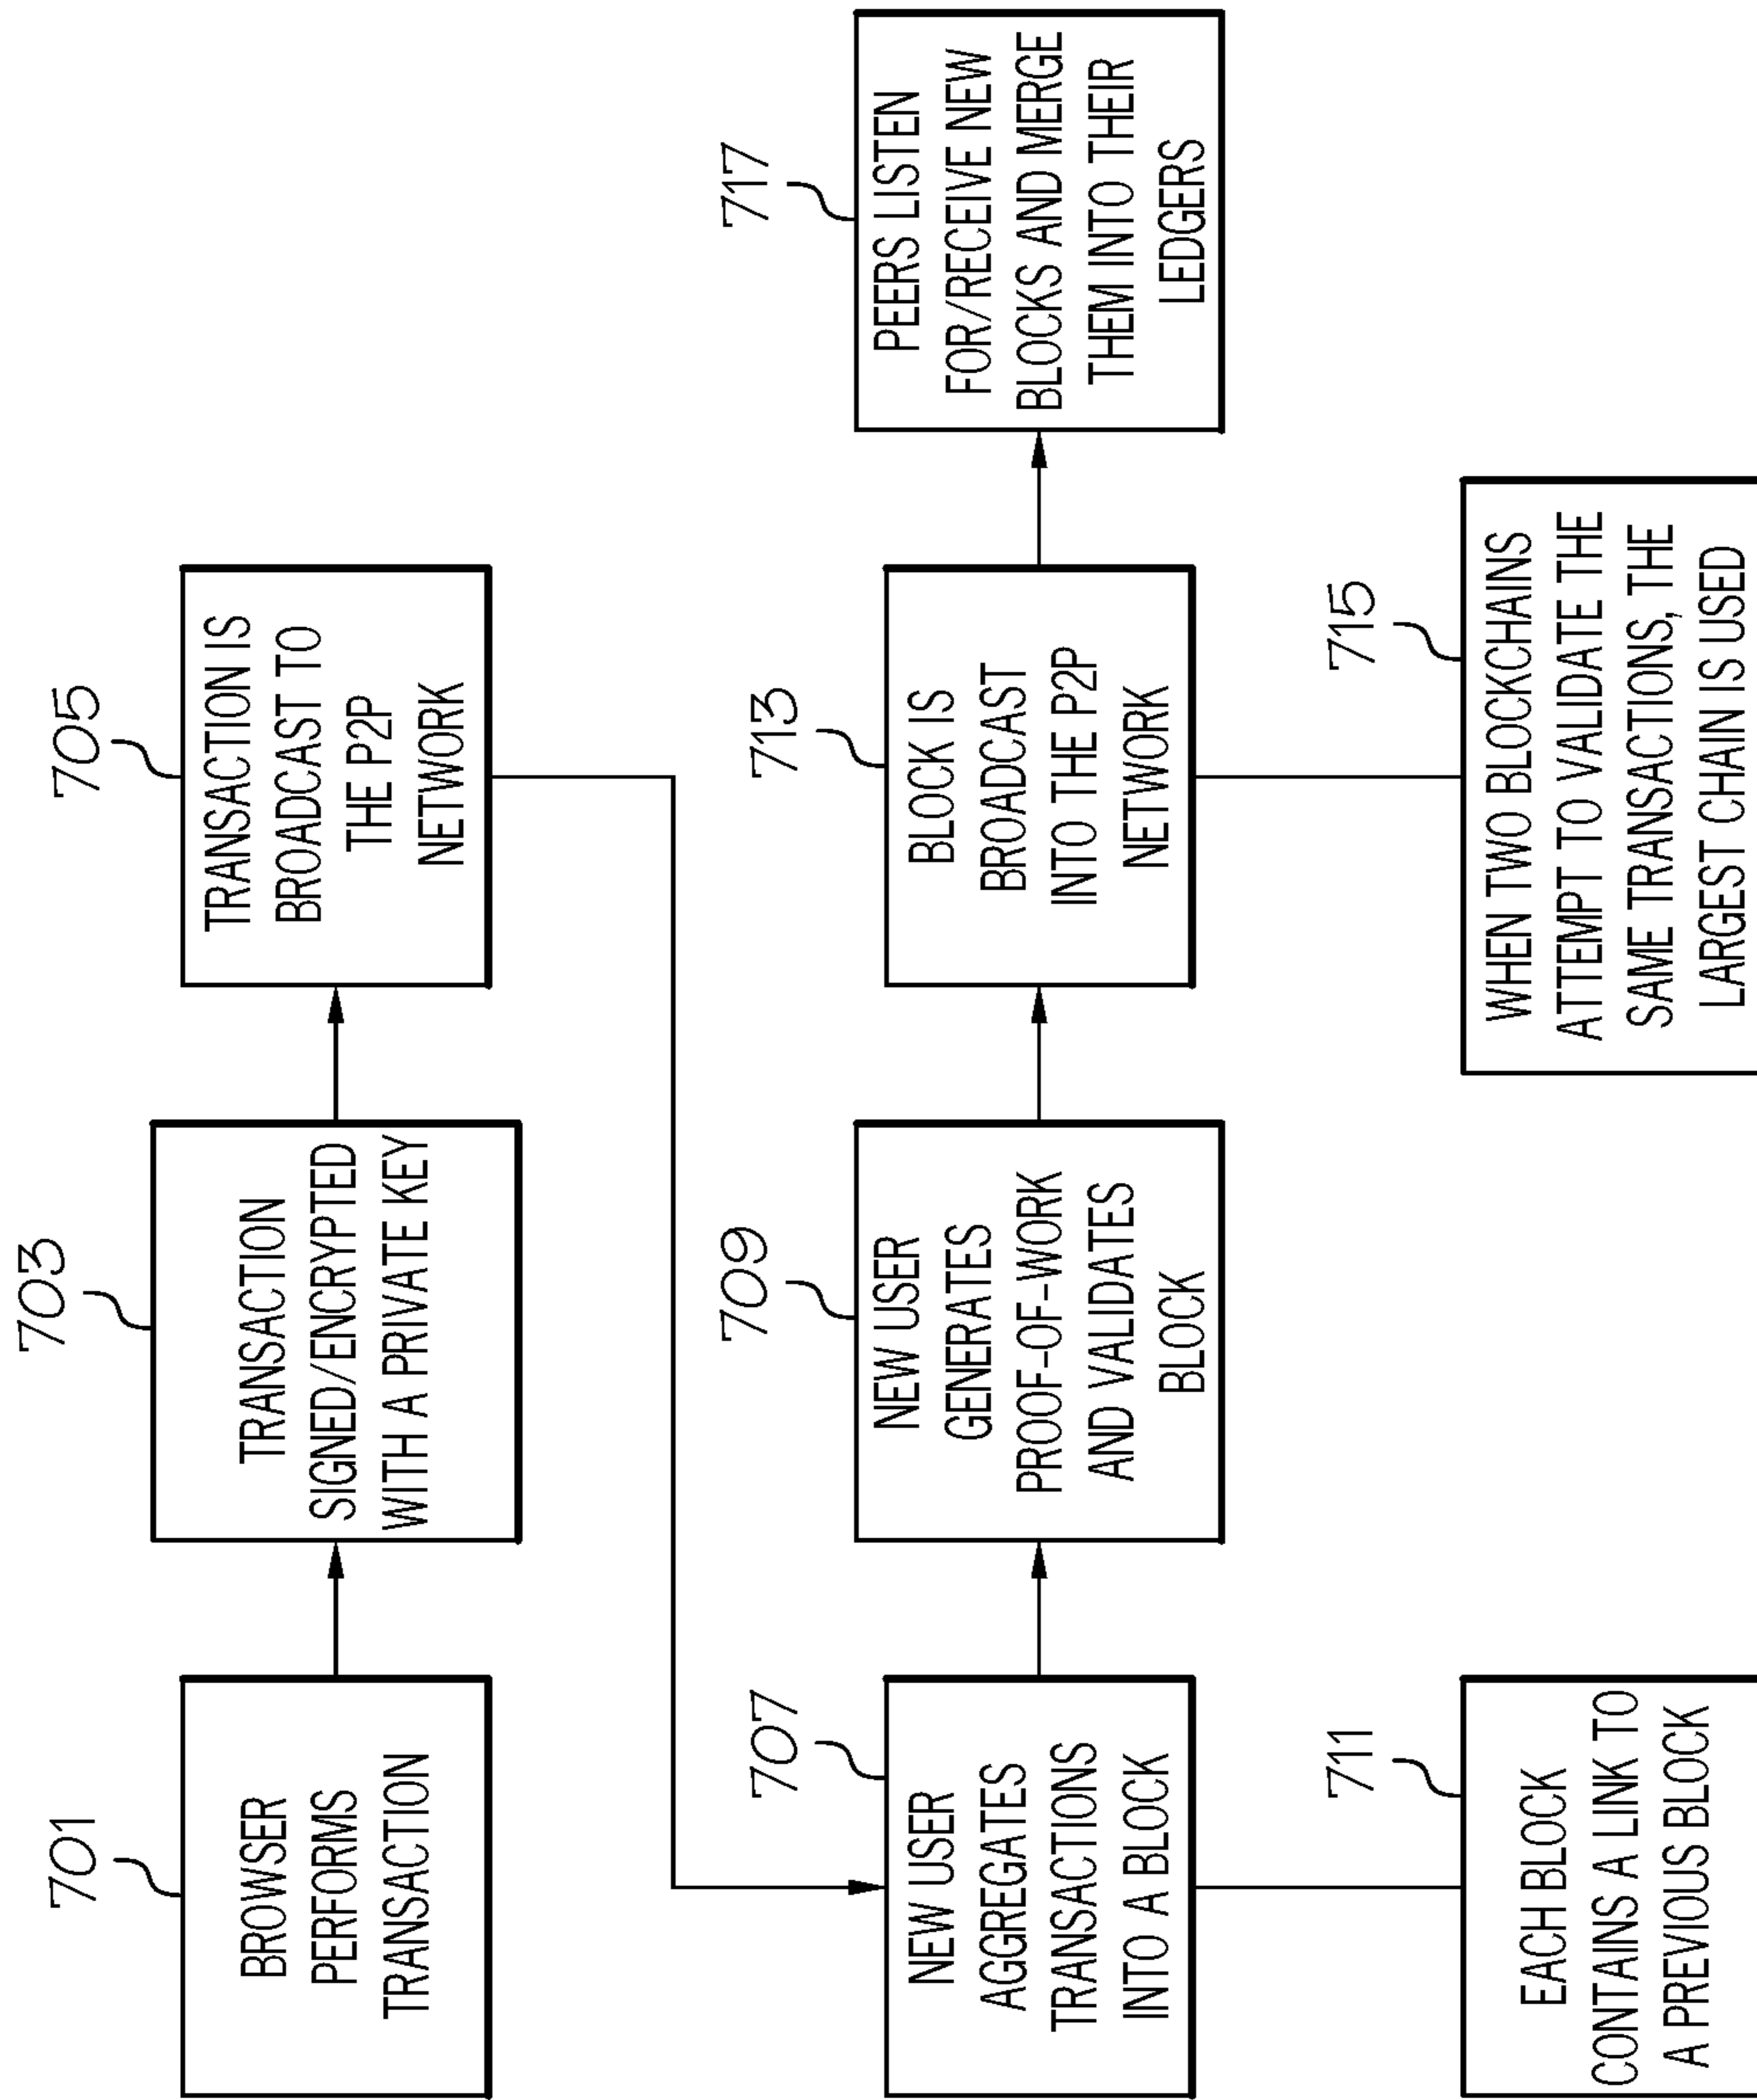 701
BROWSER
PERFORMS
TRANSACTION
703
TRANSACTION
SIGNED/ENCRYPTED
WITH A PRIVATE KEY
705
TRANSACTION IS
BROADCAST TO
THE P2P
NETWORK
707
NEW USER
AGGREGATES
TRANSACTIONS
INTO A BLOCK
709
NEW USER
GENERATES
PROOF-OF-WORK
AND VALIDATES
BLOCK
713
BLOCK IS
BROADCAST
INTO THE P2P
NETWORK
717
PEERS LISTEN
FOR/RECEIVE NEW
BLOCKS AND MERGE
THEM INTO THEIR
LEDGERS
711
EACH BLOCK
CONTAINS A LINK TO
A PREVIOUS BLOCK
715
WHEN TWO BLOCKCHAINS
ATTEMPT TO VALIDATE THE
SAME TRANSACTIONS, THE
LARGEST CHAIN IS USED